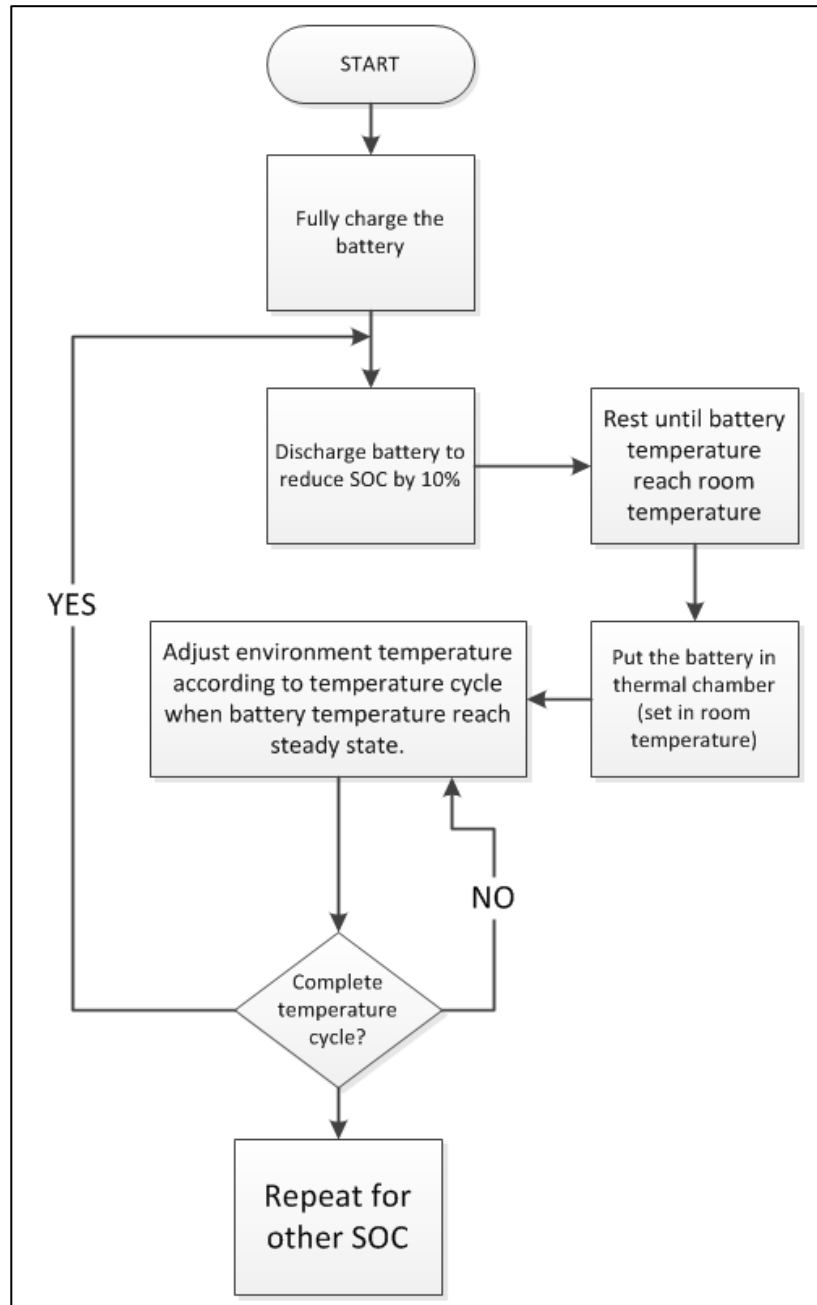 START
Fully charge the
battery
Discharge battery to
reduce SOC by 10%
Rest until battery
temperature
reach room
temperature
Put the battery in
thermal chamber
(set in room
temperature)
Adjust environment temperature
according to temperature cycle
when battery temperature reach
steady state.
YES
NO
Complete
temperature
cycle?
Repeat for
other SOC